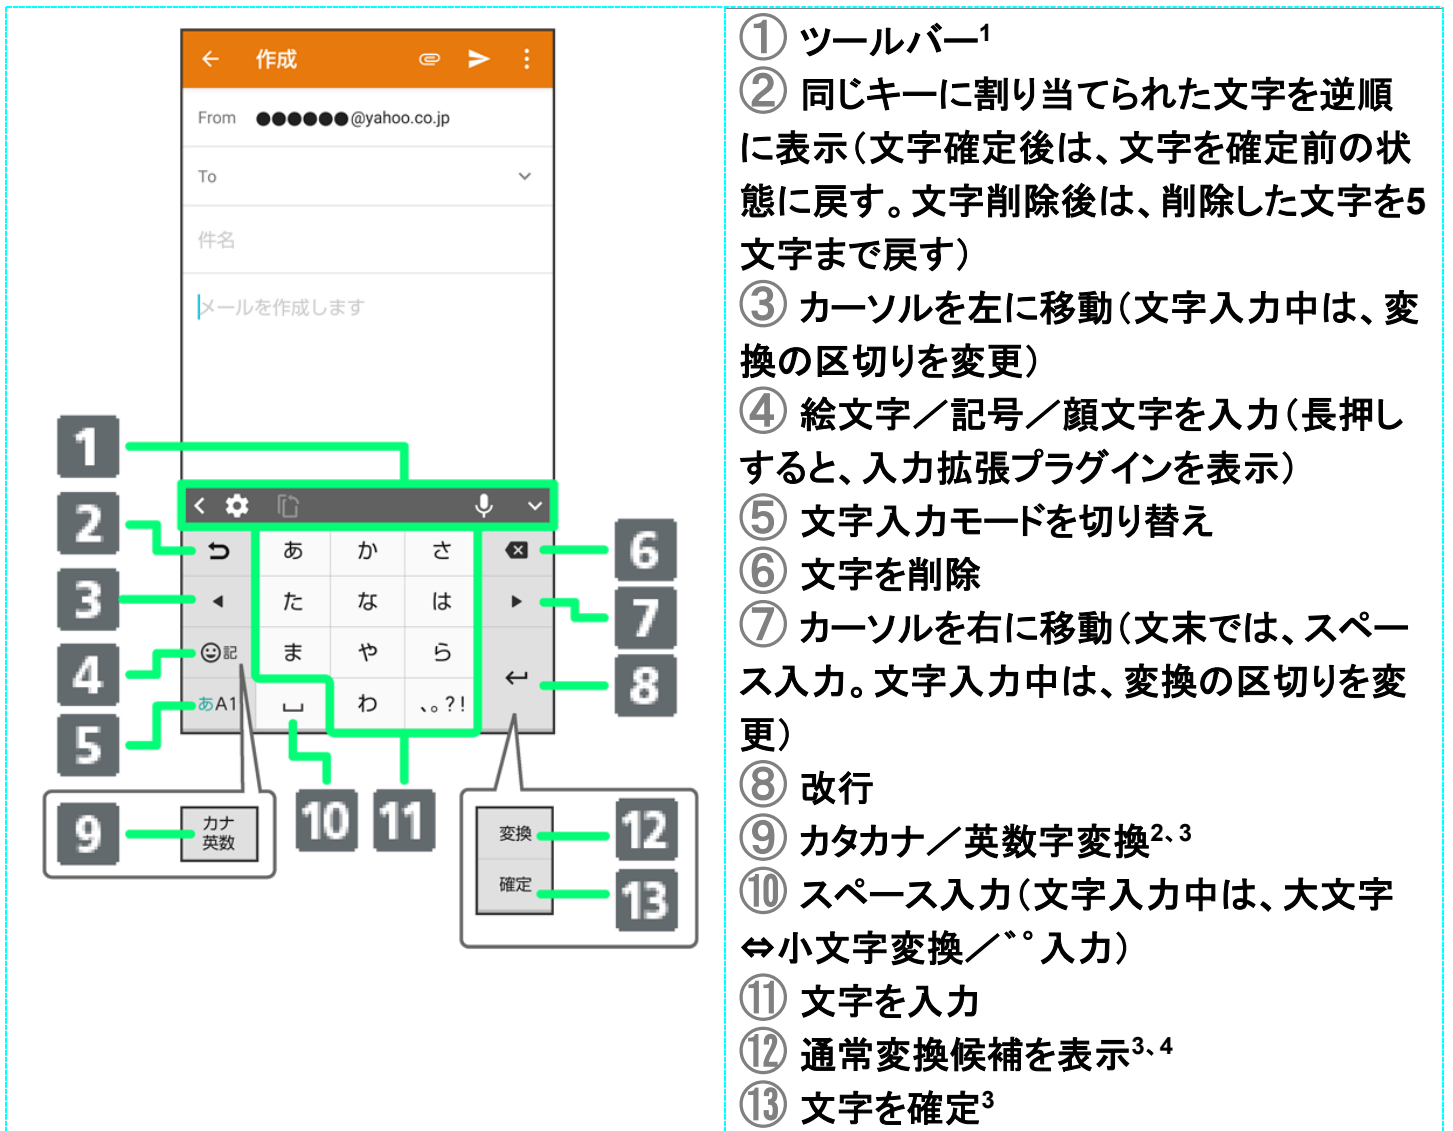 作成
From ●●●●●●@yahoo.co.jp
To
件名
メールを作成します
1
2
3
4
5
6
7
8
9
10
11
12
13
あ か さ
た な は
記 ま や ら
あA1 わ 、。?!
カナ
英数
変換
確定
① ツールバー1
② 同じキーに割り当てられた文字を逆順
に表示（文字確定後は、文字を確定前の状
態に戻す。文字削除後は、削除した文字を5
文字まで戻す）
③ カーソルを左に移動（文字入力中は、変
換の区切りを変更）
④ 絵文字／記号／顔文字を入力（長押し
すると、入力拡張プラグインを表示）
⑤ 文字入力モードを切り替え
⑥ 文字を削除
⑦ カーソルを右に移動（文末では、スペー
ス入力。文字入力中は、変換の区切りを変
更）
⑧ 改行
⑨ カタカナ／英数字変換2、3
⑩ スペース入力（文字入力中は、大文字
⇔小文字変換／゛゜入力）
⑪ 文字を入力
⑫ 通常変換候補を表示3、4
⑬ 文字を確定3